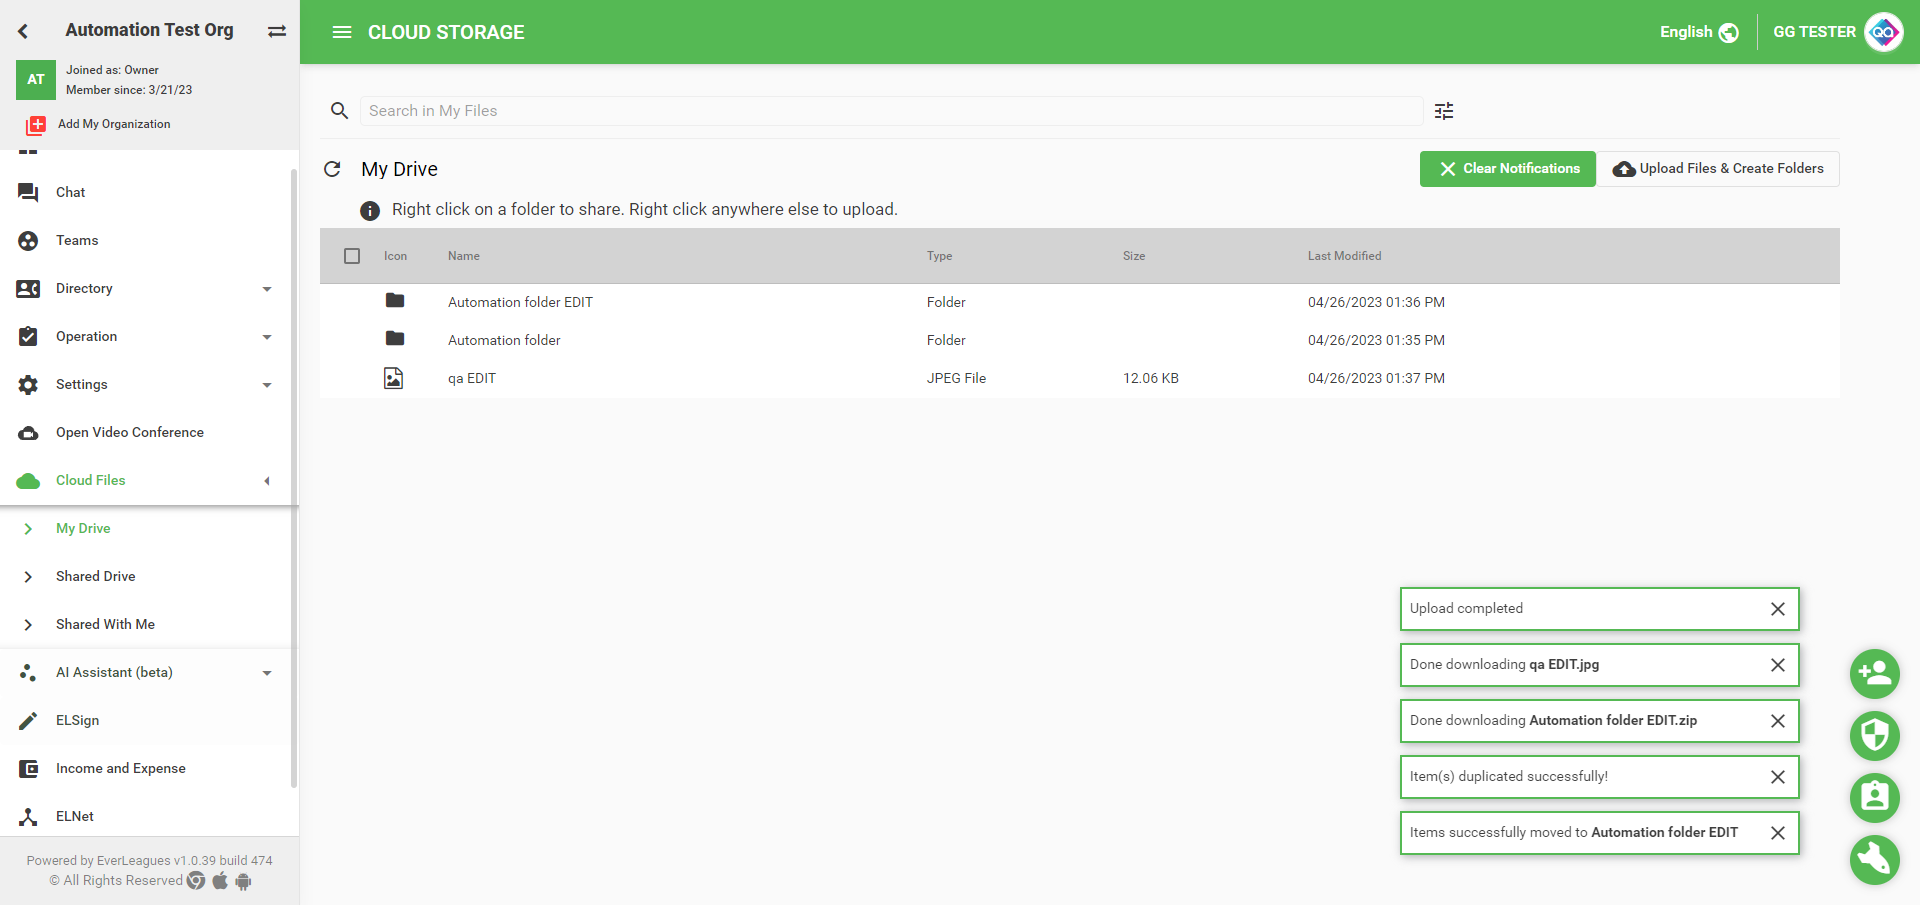 Automation Test Org
AT
Joined as: Owner
Member since: 3/21/23
Add My Organization
Chat
Teams
Directory
Operation
Settings
Open Video Conference
Cloud Files
My Drive
Shared Drive
Shared With Me
AI Assistant (beta)
ELSign
Income and Expense
ELNet
Powered by EverLeagues v1.0.39 build 474
© All Rights Reserved
CLOUD STORAGE
English
GG TESTER
QA
Search in My Files
My Drive
Clear Notifications
Upload Files & Create Folders
Right click on a folder to share. Right click anywhere else to upload.
Icon Name Type Size Last Modified
Automation folder EDIT Folder 04/26/2023 01:36 PM
Automation folder Folder 04/26/2023 01:35 PM
qa EDIT JPEG File 12.06 KB 04/26/2023 01:37 PM
Upload completed
Done downloading qa EDIT.jpg
Done downloading Automation folder EDIT.zip
Item(s) duplicated successfully!
Items successfully moved to Automation folder EDIT